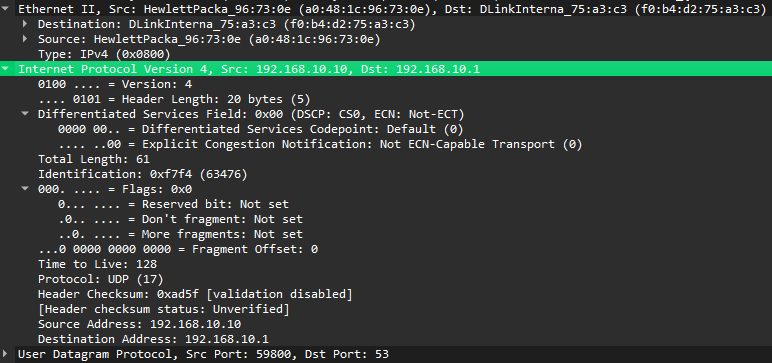 Ethernet II, Src: HewlettPacka_96:73:0e (a0:48:1c:96:73:0e), Dst: DLinkInterna_75:a3:c3 (f0:b4:d2:75:a3:c3)
Destination: DLinkInterna_75:a3:c3 (f0:b4:d2:75:a3:c3)
Source: HewlettPacka_96:73:0e (a0:48:1c:96:73:0e)
Type: IPv4 (0x0800)
Internet Protocol Version 4, Src: 192.168.10.10, Dst: 192.168.10.1
0100 .... = Version: 4
.... 0101 = Header Length: 20 bytes (5)
Differentiated Services Field: 0x00 (DSCP: CS0, ECN: Not-ECT)
0000 00.. = Differentiated Services Codepoint: Default (0)
.... ..00 = Explicit Congestion Notification: Not ECN-Capable Transport (0)
Total Length: 61
Identification: 0xf7f4 (63476)
000. .... = Flags: 0x0
0... .... = Reserved bit: Not set
.0.. .... = Don't fragment: Not set
..0. .... = More fragments: Not set
...0 0000 0000 0000 = Fragment Offset: 0
Time to Live: 128
Protocol: UDP (17)
Header Checksum: 0xad5f [validation disabled]
[Header checksum status: Unverified]
Source Address: 192.168.10.10
Destination Address: 192.168.10.1
User Datagram Protocol, Src Port: 59800, Dst Port: 53